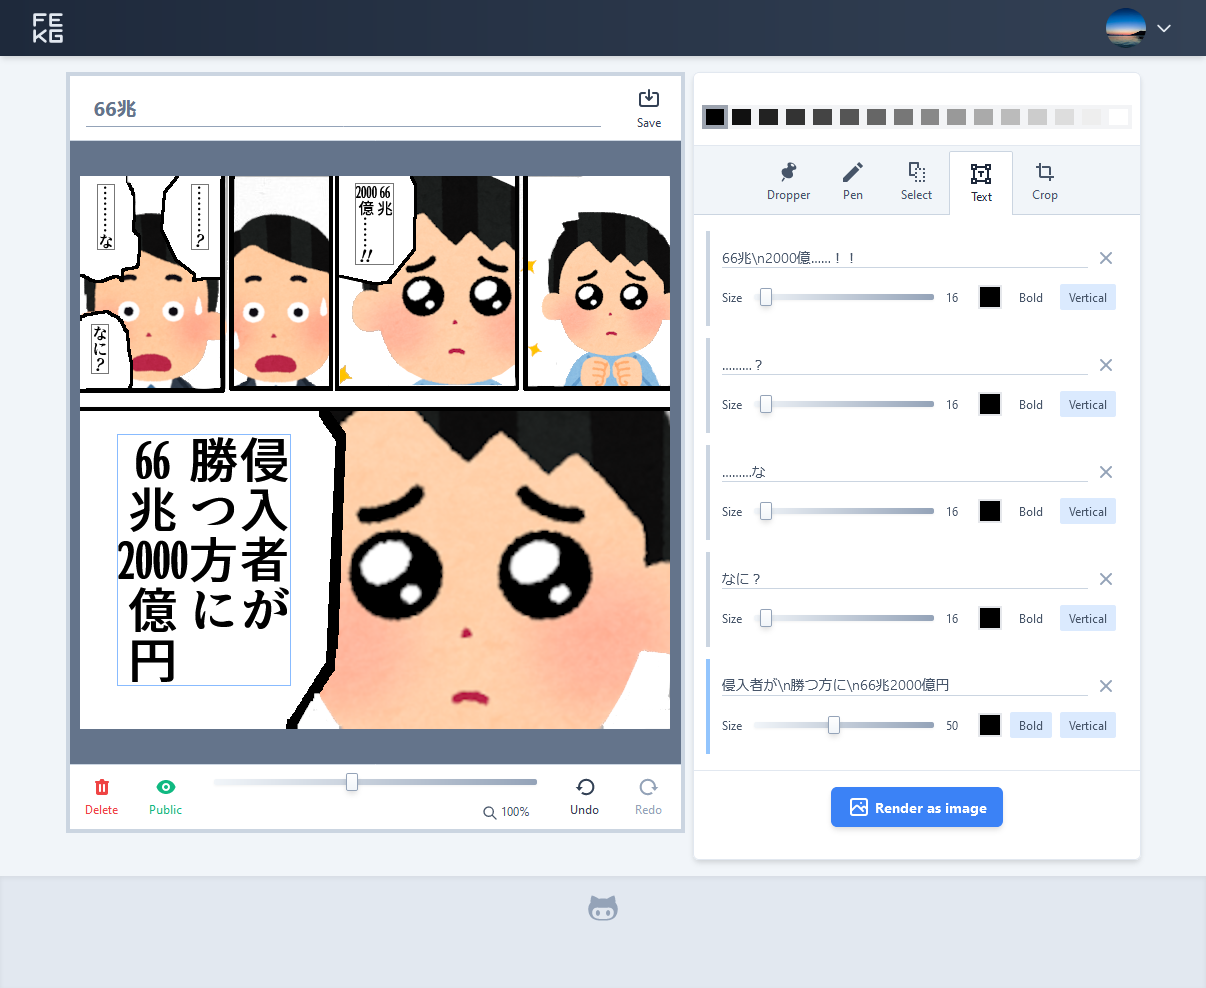 FE
KG
66兆
Save
………？
………な
なに？
66兆
2000億
………!!
侵入者が
勝つ方に
66兆2000億円
Delete
Public
100%
Undo
Redo
Dropper
Pen
Select
Text
Crop
66兆\n2000億……！！
Size
16
Bold
Vertical
………？
Size
16
Bold
Vertical
………な
Size
16
Bold
Vertical
なに？
Size
16
Bold
Vertical
侵入者が\n勝つ方に\n66兆2000億円
Size
50
Bold
Vertical
Render as image